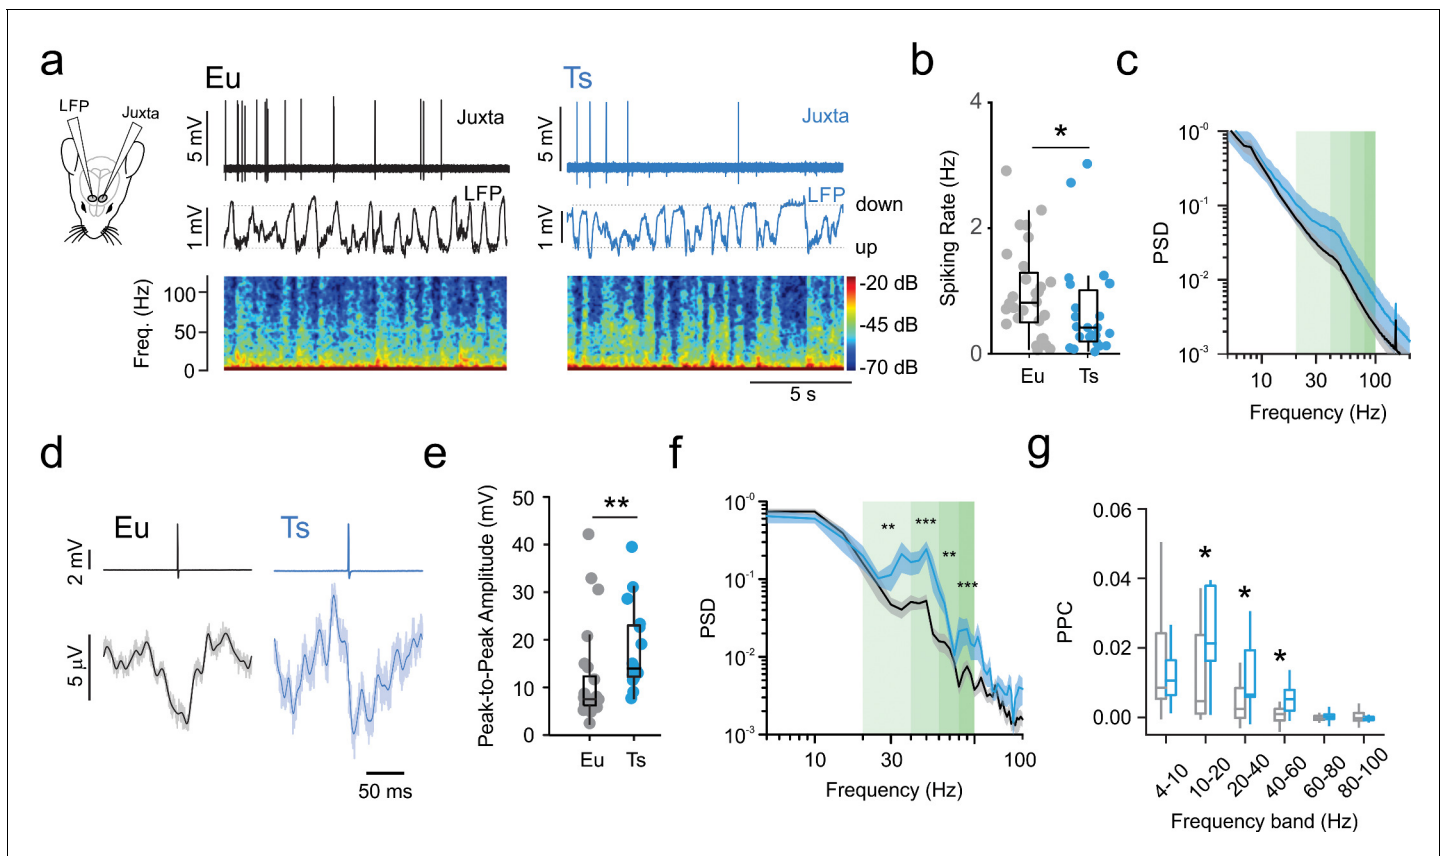 a
LFP
Juxta
Eu
5 mV
Juxta
LFP
1 mV
Freq. (Hz)
100
50
0
Ts
5 mV
Juxta
LFP
1 mV
down
up
-20 dB
-45 dB
-70 dB
5 s
b
Spiking Rate (Hz)
4
2
0
*
Eu
Ts
c
PSD
10-0
10-1
10-2
10-3
10
30
100
Frequency (Hz)
d
Eu
Ts
2 mV
5 µV
50 ms
e
Peak-to-Peak Amplitude (mV)
50
40
30
20
10
0
**
Eu
Ts
f
PSD
10-0
10-1
10-2
10-3
**
***
**
***
10
30
100
Frequency (Hz)
g
PPC
0.06
0.04
0.02
0.00
*
*
*
4-10
10-20
20-40
40-60
60-80
80-100
Frequency band (Hz)